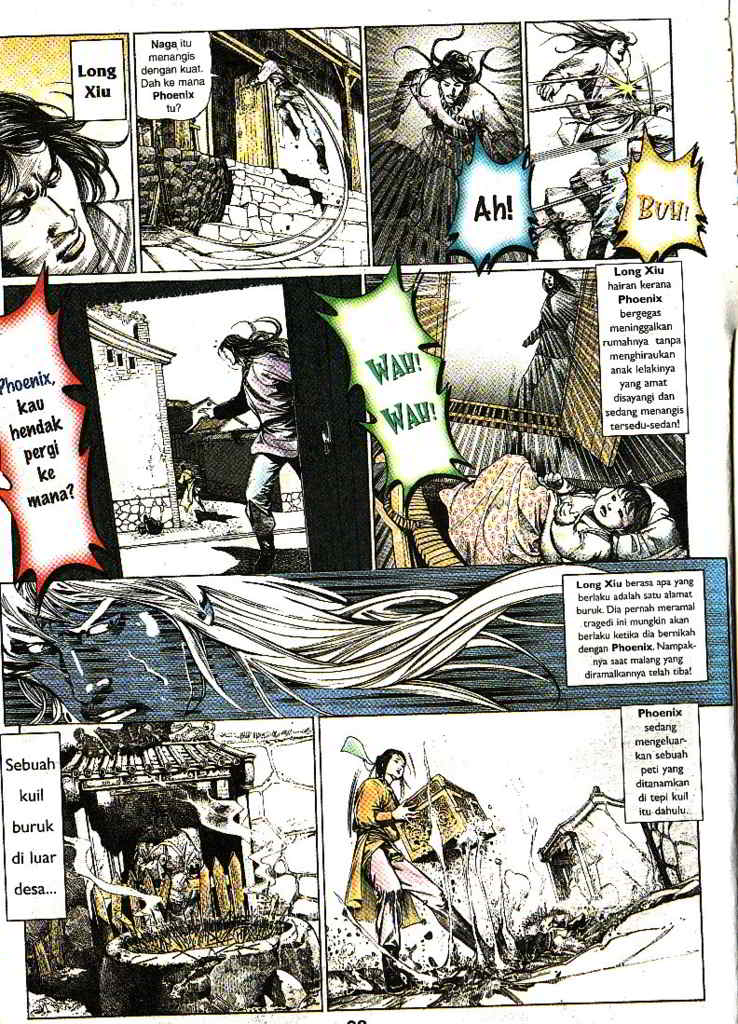 Long
Xiu
Naga itu
menangis
dengan kuat.
Dah ke mana
Phoenix
tu?
Ah!
BUH!
Phoenix,
kau
hendak
pergi
ke
mana?
WAH!
WAH!
Long Xiu
hairan kerana
Phoenix
bergegas
meninggalkan
rumahnya tanpa
menghiraukan
anak lelakinya
yang amat
disayangi dan
sedang menangis
tersedu-sedan!
Long Xiu berasa apa yang
berlaku adalah satu alamat
buruk. Dia pernah meramal
tragedi ini mungkin akan
berlaku ketika dia bernikah
dengan Phoenix. Nampak-
nya saat malang yang
diramalkannya telah tiba!
Sebuah
kuil
buruk
di luar
desa...
Phoenix
sedang
mengeluar-
kan sebuah
peti yang
ditanamkan
di tepi kuil
itu dahulu.